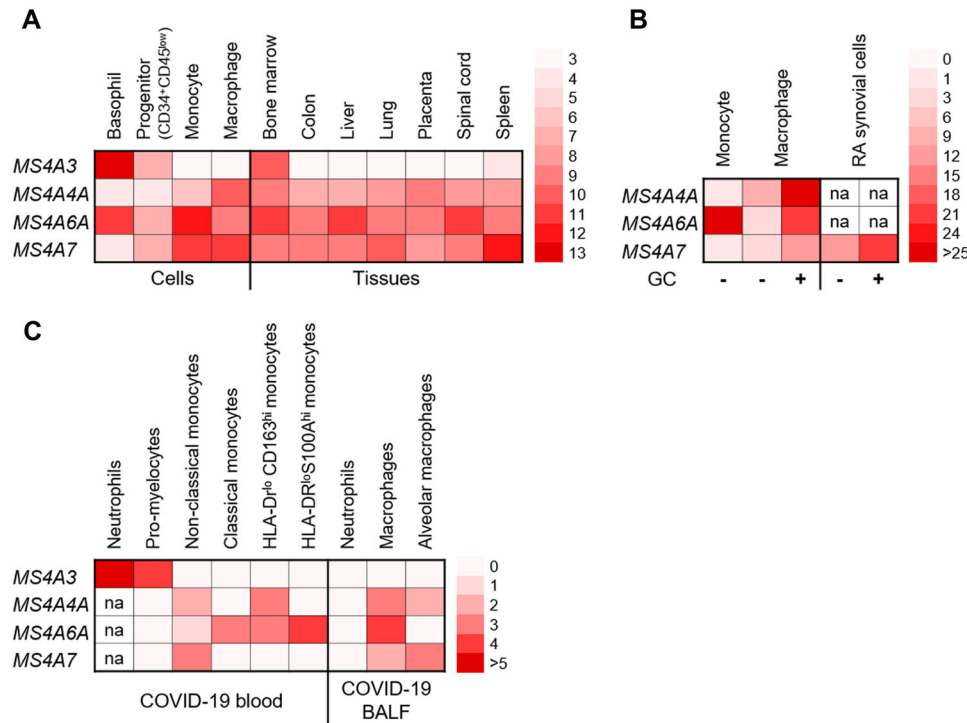 A
Basophil
Progenitor
(CD34⁺CD45ˡᵒʷ)
Monocyte
Macrophage
Bone marrow
Colon
Liver
Lung
Placenta
Spinal cord
Spleen
MS4A3
MS4A4A
MS4A6A
MS4A7
Cells
Tissues
3
4
6
7
8
9
10
11
12
13
B
Monocyte
Macrophage
RA synovial cells
MS4A4A na na
MS4A6A na na
MS4A7
GC - - + - +
0
1
3
6
9
12
15
18
21
24
>25
C
Neutrophils
Pro-myelocytes
Non-classical monocytes
Classical monocytes
HLA-Drˡᵒ CD163ʰⁱ monocytes
HLA-DRˡᵒS100Aʰⁱ monocytes
Neutrophils
Macrophages
Alveolar macrophages
MS4A3
MS4A4A na
MS4A6A na
MS4A7 na
COVID-19 blood
COVID-19
BALF
0
1
2
3
4
>5